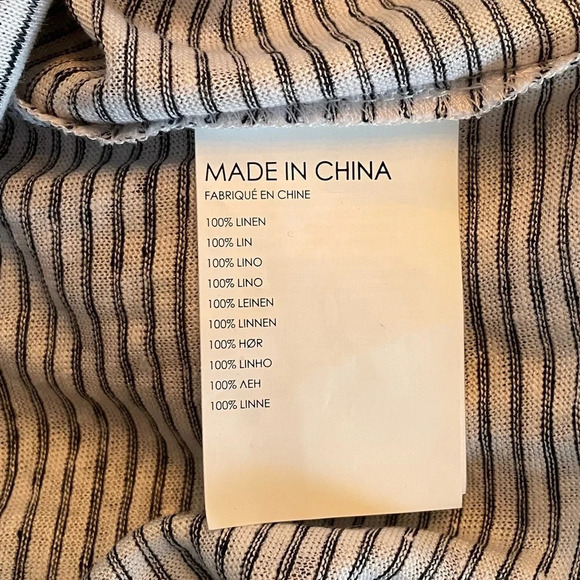 MADE IN CHINA
FABRIQUÉ EN CHINE
100% LINEN
100% LIN
100% LINO
100% LINO
100% LEINEN
100% LINNEN
100% HØR
100% LINHO
100% ΛЕН
100% LINNE